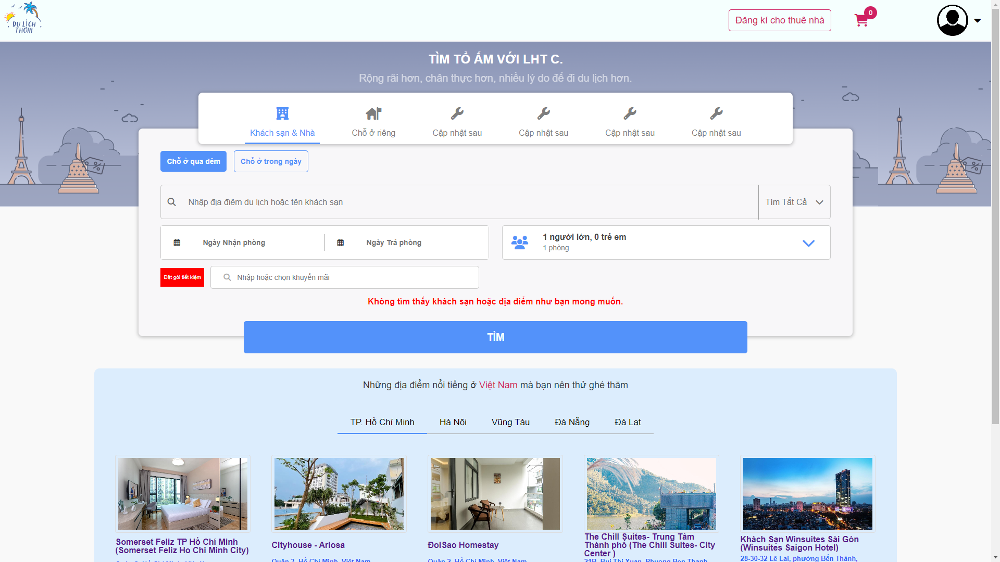 DU LỊCH
THÔI!!
Đăng kí cho thuê nhà
0
TÌM TỔ ẤM VỚI LHT C.
Rộng rãi hơn, chân thực hơn, nhiều lý do để đi du lịch hơn.
Khách sạn & Nhà
Chỗ ở riêng
Cập nhật sau
Cập nhật sau
Cập nhật sau
Cập nhật sau
Chỗ ở qua đêm
Chỗ ở trong ngày
Nhập địa điểm du lịch hoặc tên khách sạn
Tìm Tất Cả
Ngày Nhận phòng
Ngày Trả phòng
1 người lớn, 0 trẻ em
1 phòng
Đặt gói tiết kiệm
Nhập hoặc chọn khuyến mãi
Không tìm thấy khách sạn hoặc địa điểm như bạn mong muốn.
TÌM
Những địa điểm nổi tiếng ở Việt Nam mà bạn nên thử ghé thăm
TP. Hồ Chí Minh
Hà Nội
Vũng Tàu
Đà Nẵng
Đà Lạt
Somerset Feliz TP Hồ Chí Minh
(Somerset Feliz Ho Chi Minh City)
Cityhouse - Ariosa
Quận 3, Hồ Chí Minh, Việt Nam
ĐoiSao Homestay
Quận 2, Hồ Chí Minh, Việt Nam
The Chill Suites- Trung Tâm
Thành phố (The Chill Suites- City
Center )
21B, Bui Thi Xuan, Phuong Ben Thanh,
Khách Sạn Winsuites Sài Gòn
(Winsuites Saigon Hotel)
28-30-32 Lê Lai, phường Bến Thành,